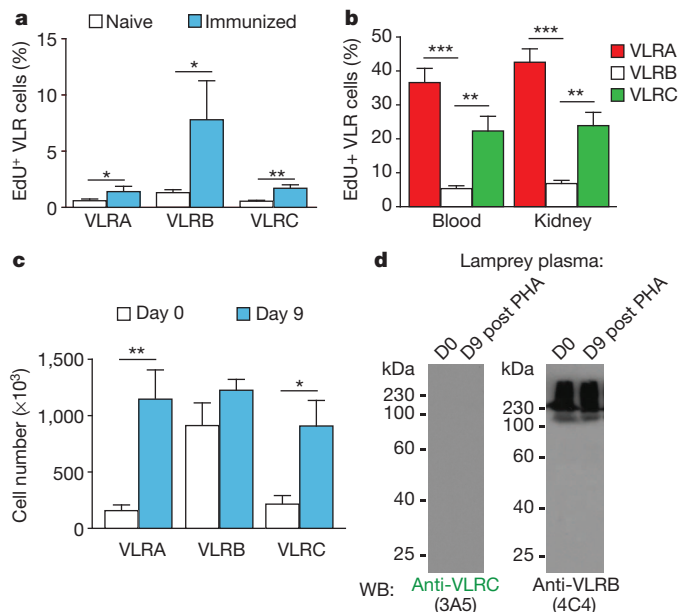 a
Naive Immunized
EdU⁺ VLR cells (%)
15
10
5
0
* * **
VLRA VLRB VLRC
b
EdU+ VLR cells (%)
50
40
30
20
10
0
*** ** *** **
Blood Kidney
VLRA
VLRB
VLRC
c
Day 0 Day 9
Cell number (×10³)
1,500
1,000
500
0
** *
VLRA VLRB VLRC
d
Lamprey plasma:
D0 D9 post PHA D0 D9 post PHA
kDa kDa
230 230
100 100
60 60
40 40
25 25
WB: Anti-VLRC Anti-VLRB
(3A5) (4C4)